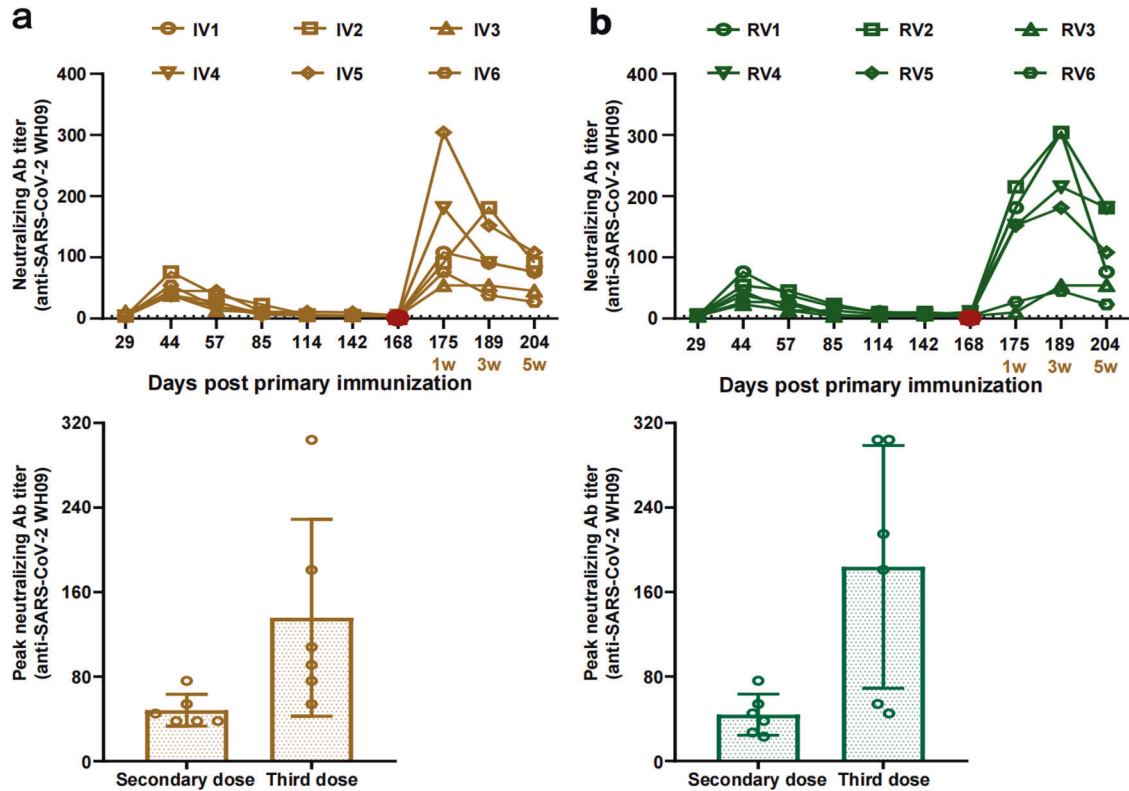 a
IV1 IV2 IV3
IV4 IV5 IV6
Neutralizing Ab titer
(anti-SARS-CoV-2 WH09)
400
300
200
100
0
29 44 57 85 114 142 168 175 189 204
1w 3w 5w
Days post primary immunization
b
RV1 RV2 RV3
RV4 RV5 RV6
Neutralizing Ab titer
(anti-SARS-CoV-2 WH09)
400
300
200
100
0
29 44 57 85 114 142 168 175 189 204
1w 3w 5w
Days post primary immunization
Peak neutralizing Ab titer
(anti-SARS-CoV-2 WH09)
320
240
160
80
0
Secondary dose Third dose
Peak neutralizing Ab titer
(anti-SARS-CoV-2 WH09)
320
240
160
80
0
Secondary dose Third dose